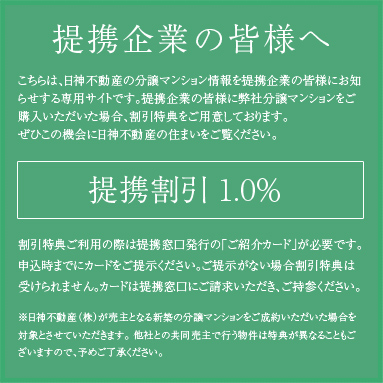 提携企業の皆様へ
こちらは、日神不動産の分譲マンション情報を提携企業の皆様にお知
らせする専用サイトです。提携企業の皆様に弊社分譲マンションをご
購入いただいた場合、割引特典をご用意しております。
ぜひこの機会に日神不動産の住まいをご覧ください。
提携割引 1.0%
割引特典ご利用の際は提携窓口発行の「ご紹介カード」が必要です。
申込時までにカードをご提示ください。ご提示がない場合割引特典は
受けられません。カードは提携窓口にご請求いただき、ご持参ください。
※日神不動産(株)が売主となる新築の分譲マンションをご成約いただいた場合を
対象とさせていただきます。他社との共同売主で行う物件は特典が異なることもご
ざいますので、予めご了承ください。